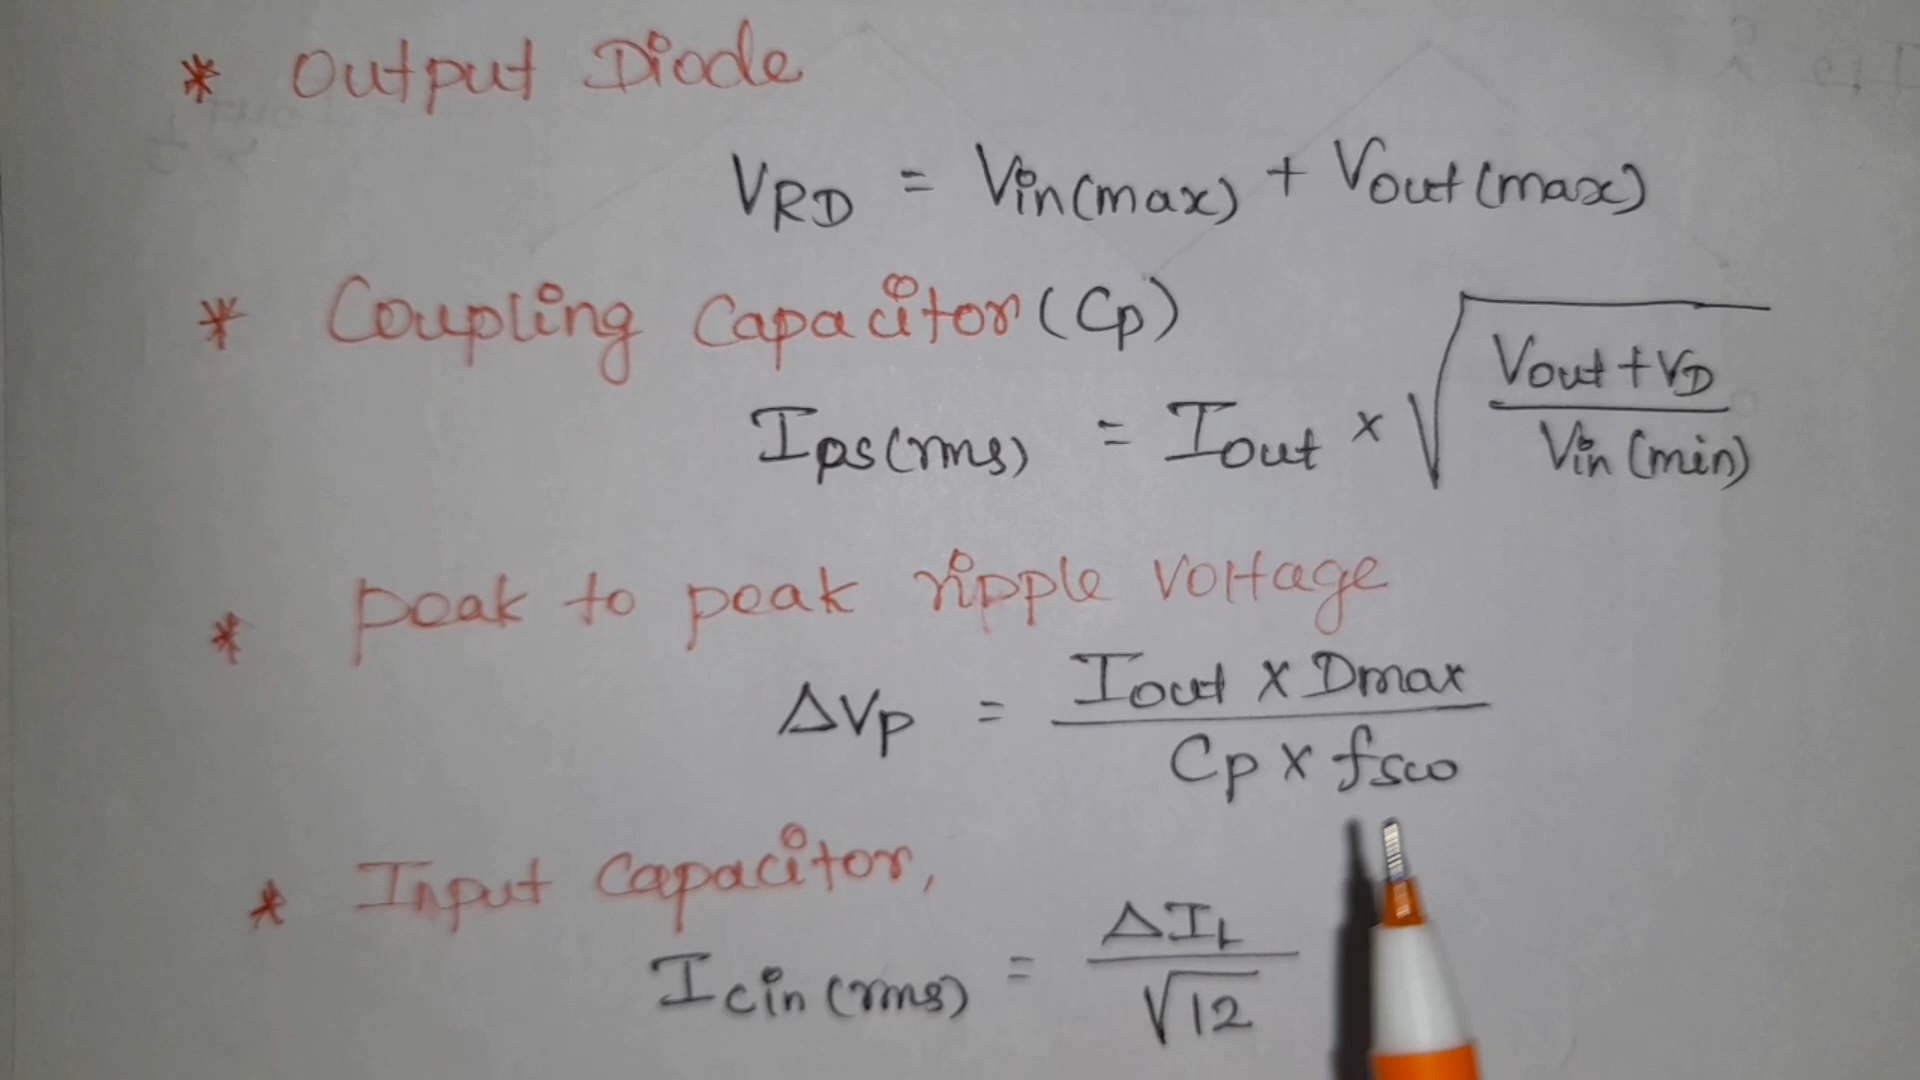 * Output Diode
VRD = Vin(max) + Vout(max)
* Coupling Capacitor (Cp)
Ips(rms) = Iout × √((Vout + VD) / Vin(min))
* peak to peak ripple voltage
ΔVp = (Iout × Dmax) / (Cp × fsw)
* Input Capacitor,
Icin(rms) = ΔIL / √12